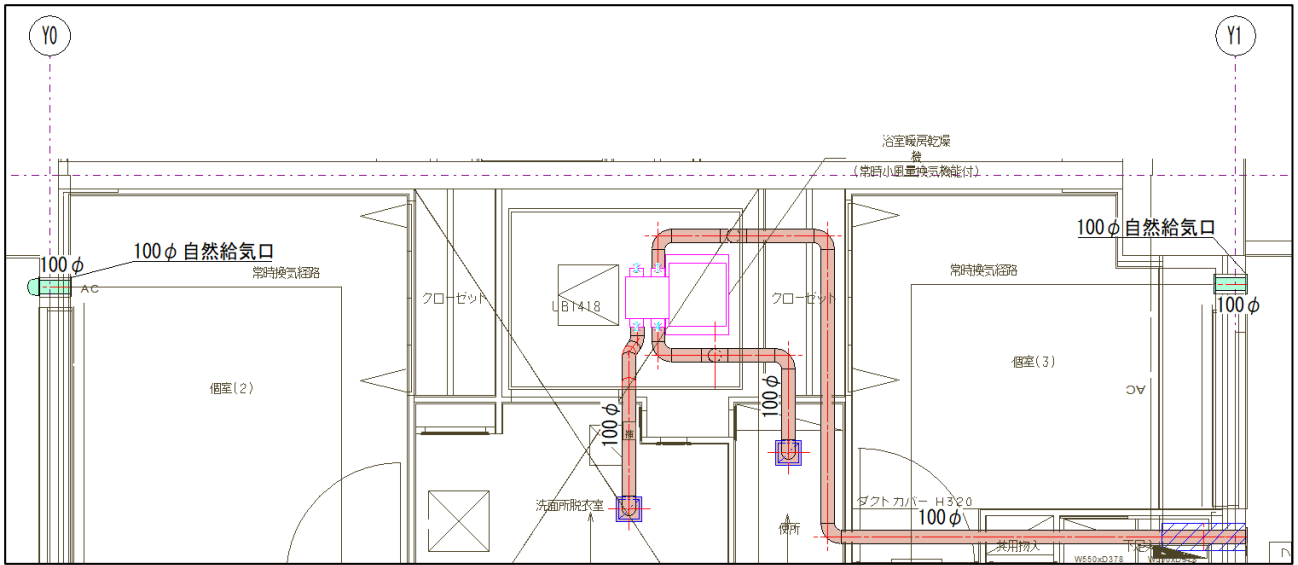 Y0
Y1
浴室暖房乾燥
機
(常時小風量換気機能付)
100φ 自然給気口
100φ
常時換気経路
AC
クローゼット
LB1418
クローゼット
常時換気経路
100φ 自然給気口
100φ
個室(2)
個室(3)
AC
100φ
100φ
洗面所脱衣室
便所
ダクトカバー H320
100φ
共用物入
下足入
W550xD378